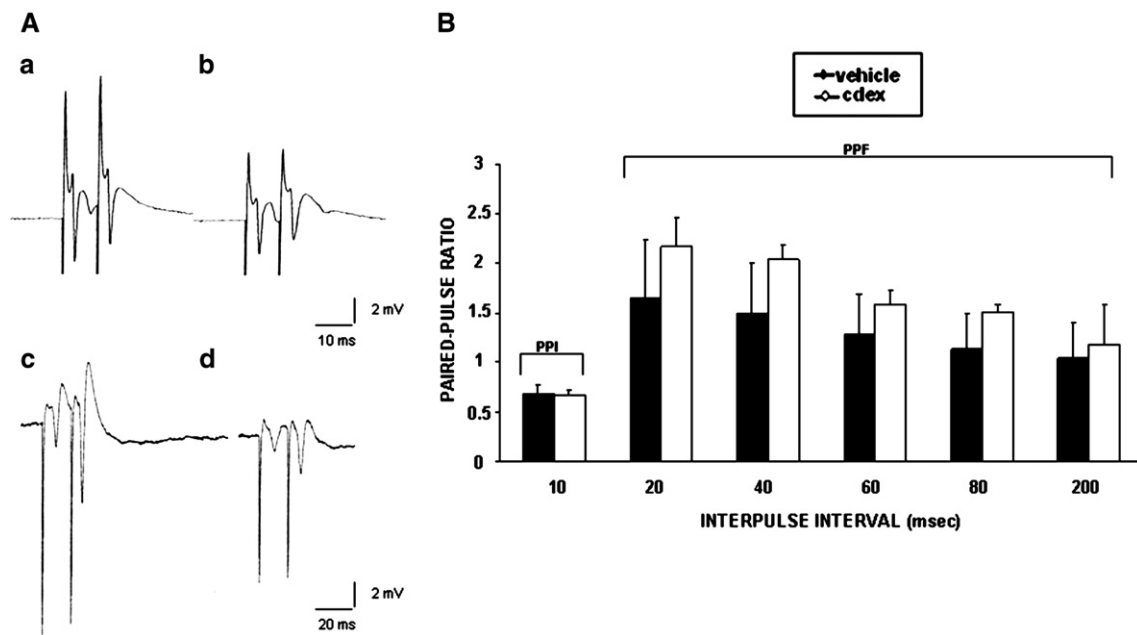 A
a
b
2 mV
10 ms
c
d
2 mV
20 ms
B
vehicle
cdex
PPF
PPI
3
2.5
2
1.5
1
0.5
0
PAIRED-PULSE RATIO
10 20 40 60 80 200
INTERPULSE INTERVAL (msec)